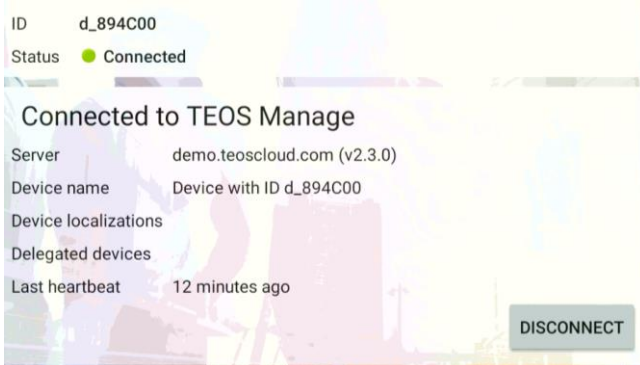 ID d_894C00
Status Connected
Connected to TEOS Manage
Server demo.teoscloud.com (v2.3.0)
Device name Device with ID d_894C00
Device localizations
Delegated devices
Last heartbeat 12 minutes ago
DISCONNECT